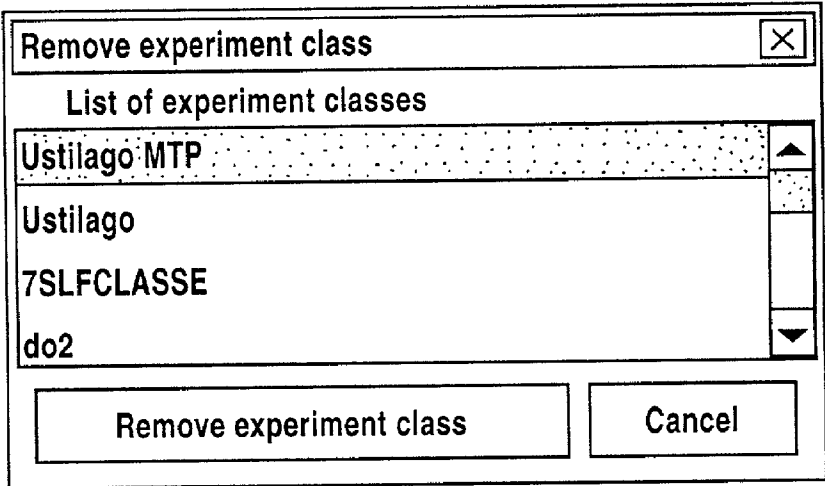 Remove experiment class
List of experiment classes
Ustilago MTP
Ustilago
7SLFCLASSE
do2
Remove experiment class
Cancel